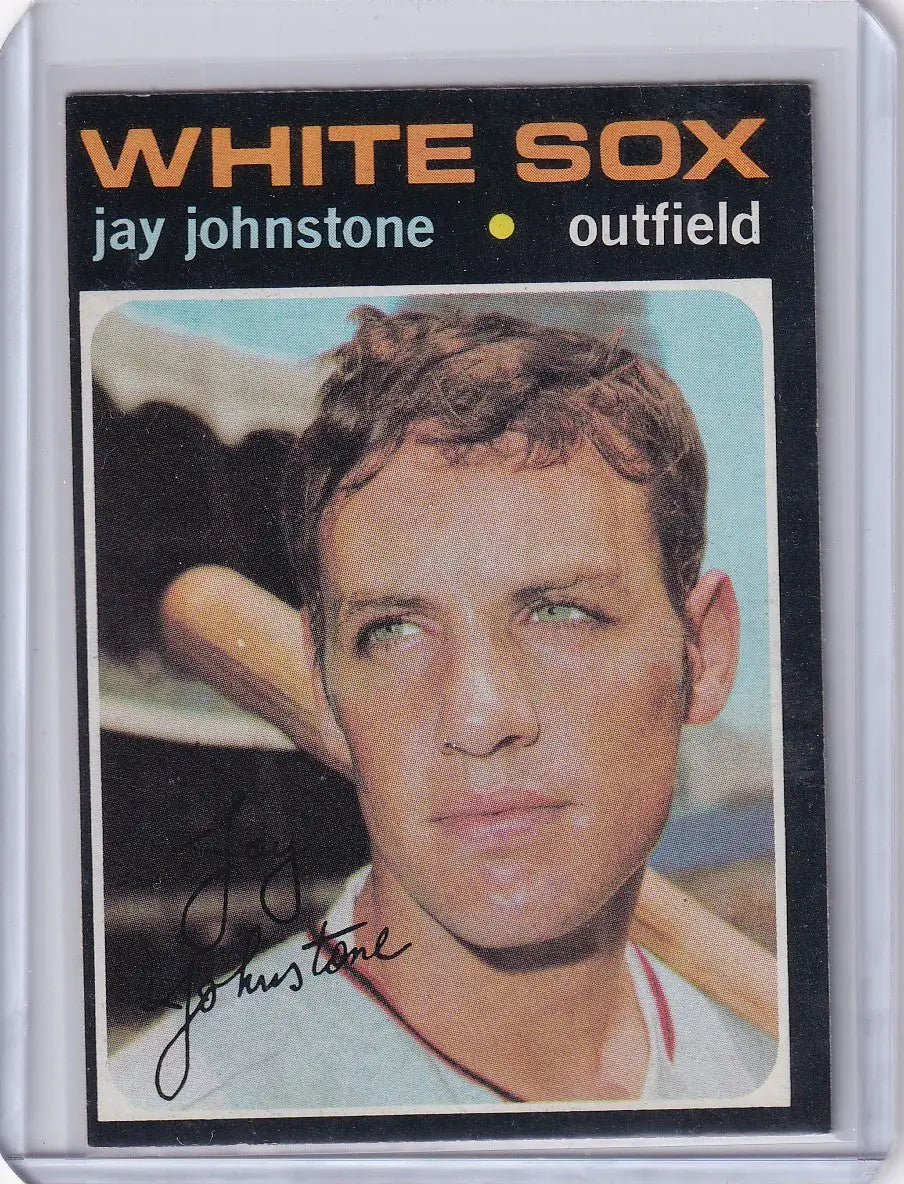 WHITE SOX
jay johnstone • outfield
Jay
Johnstone